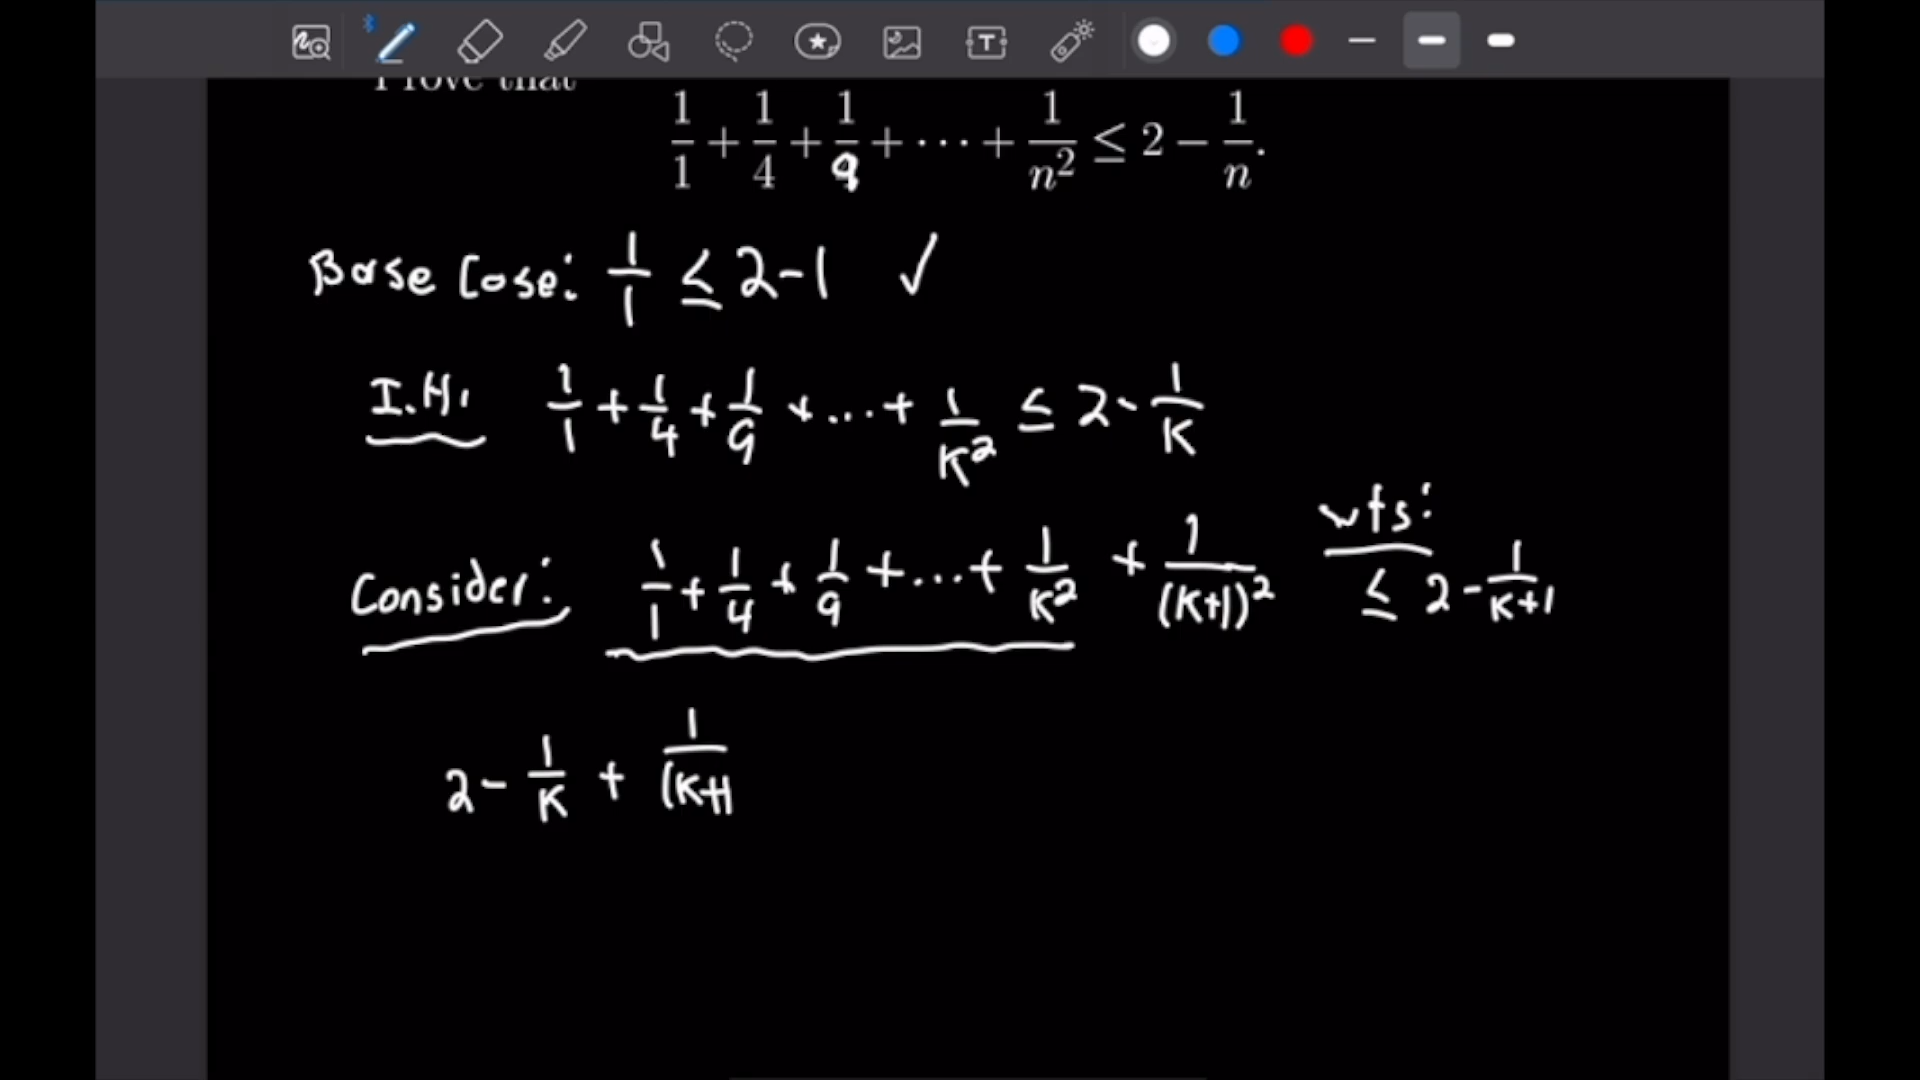 Prove that
1/1 + 1/4 + 1/9 + ⋯ + 1/n² ≤ 2 − 1/n.
Base Case: 1/1 ≤ 2-1 ✓
I.H: 1/1 + 1/4 + 1/9 + ... + 1/K² ≤ 2 - 1/K
wts:
Consider: 1/1 + 1/4 + 1/9 + ... + 1/K² + 1/(K+1)² ≤ 2 - 1/K+1
2 - 1/K + 1/(K+1